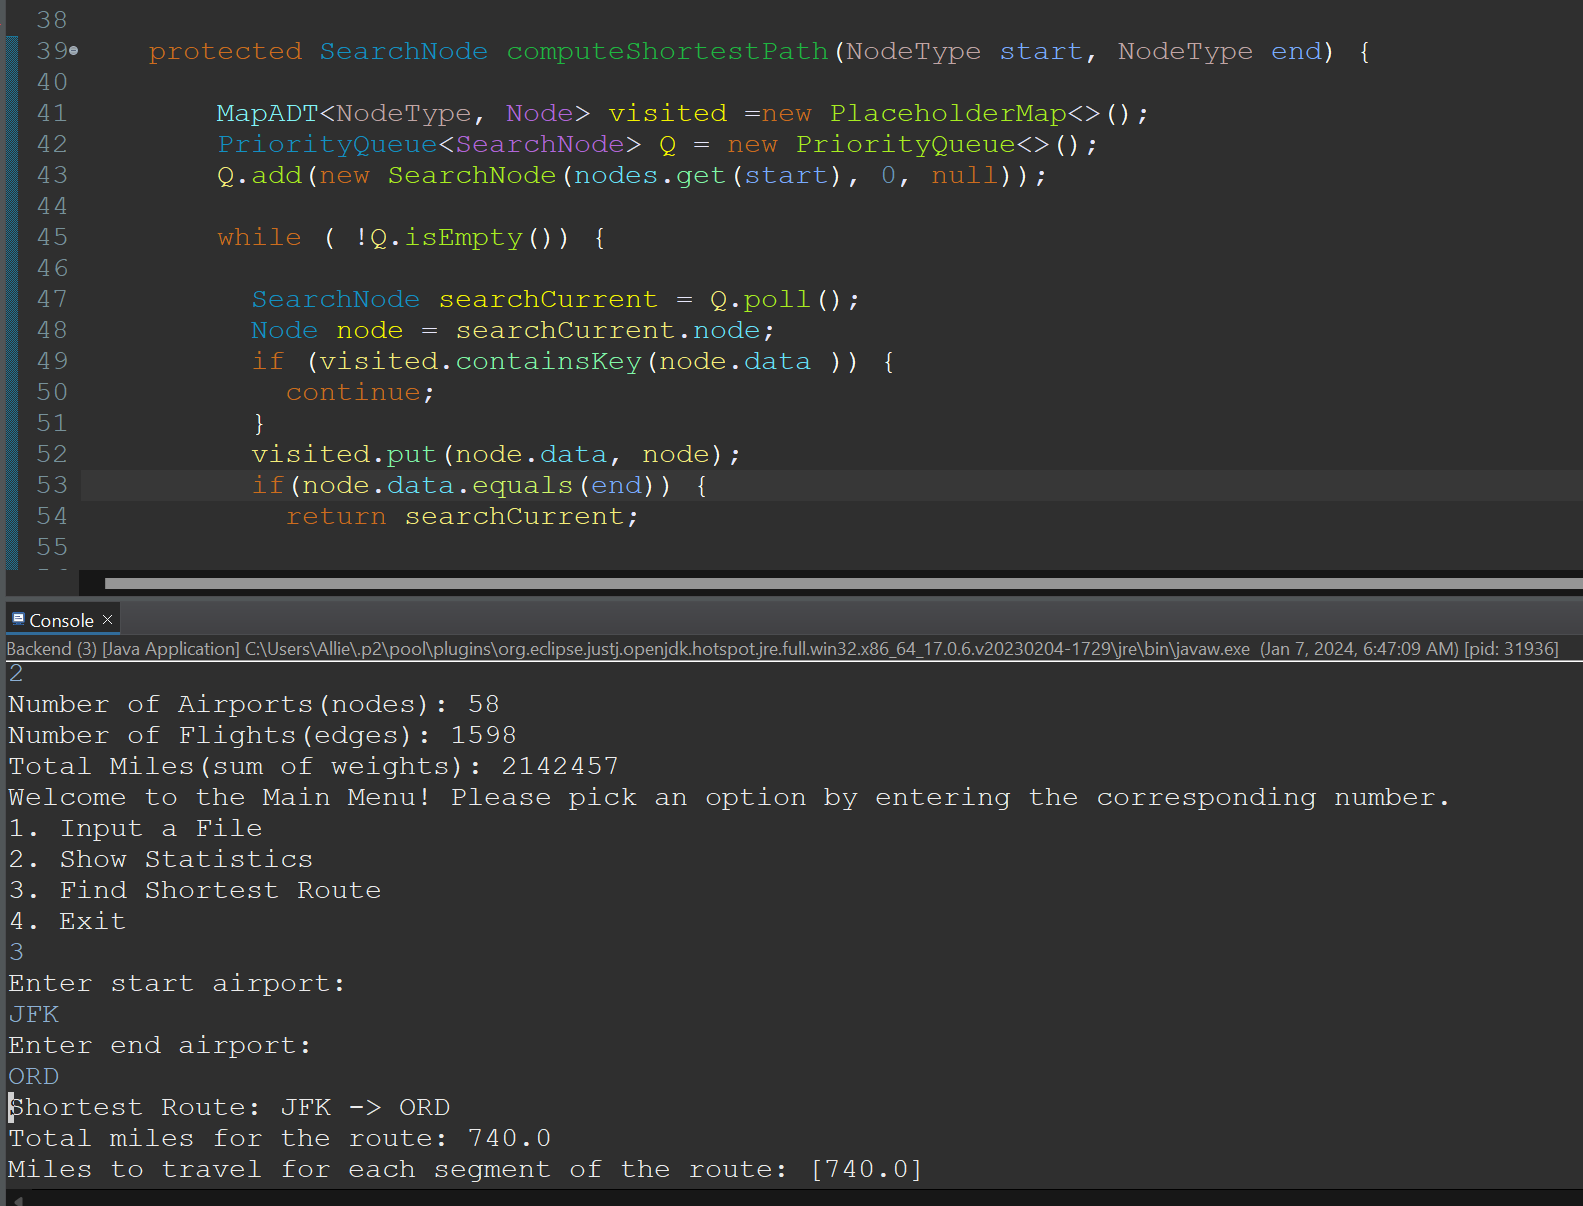 38
39 protected SearchNode computeShortestPath(NodeType start, NodeType end) {
40
41 MapADT<NodeType, Node> visited =new PlaceholderMap<>();
42 PriorityQueue<SearchNode> Q = new PriorityQueue<>();
43 Q.add(new SearchNode(nodes.get(start), 0, null));
44
45 while ( !Q.isEmpty()) {
46
47 SearchNode searchCurrent = Q.poll();
48 Node node = searchCurrent.node;
49 if (visited.containsKey(node.data )) {
50 continue;
51 }
52 visited.put(node.data, node);
53 if(node.data.equals(end)) {
54 return searchCurrent;
55
Console ×
Backend (3) [Java Application] C:\Users\Allie\.p2\pool\plugins\org.eclipse.justj.openjdk.hotspot.jre.full.win32.x86_64_17.0.6.v20230204-1729\jre\bin\javaw.exe (Jan 7, 2024, 6:47:09 AM) [pid: 31936]
2
Number of Airports(nodes): 58
Number of Flights(edges): 1598
Total Miles(sum of weights): 2142457
Welcome to the Main Menu! Please pick an option by entering the corresponding number.
1. Input a File
2. Show Statistics
3. Find Shortest Route
4. Exit
3
Enter start airport:
JFK
Enter end airport:
ORD
Shortest Route: JFK -> ORD
Total miles for the route: 740.0
Miles to travel for each segment of the route: [740.0]